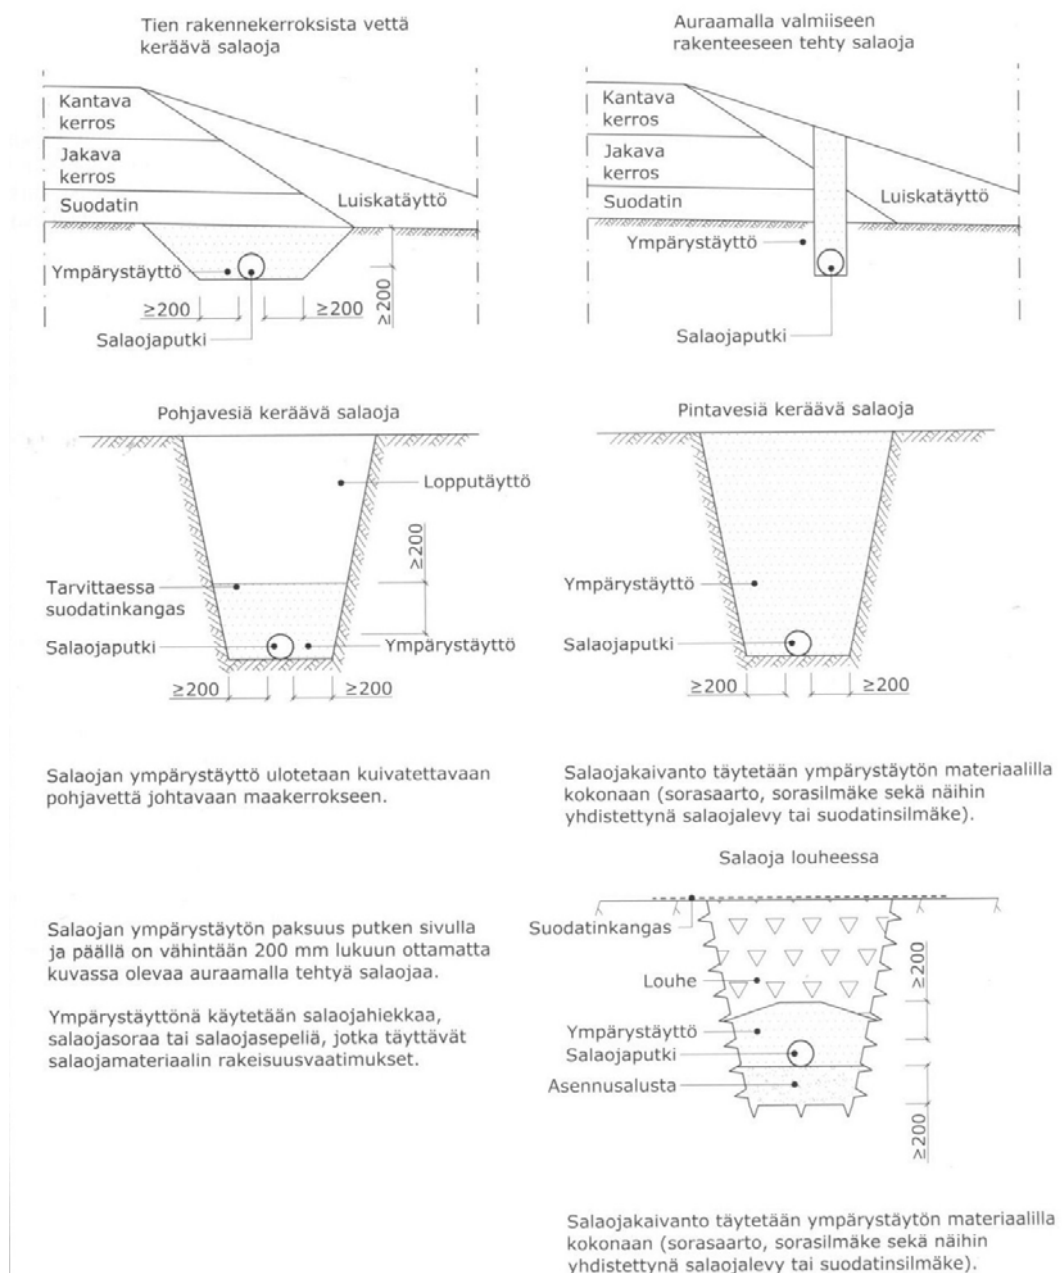 Tien rakennekerroksista vettä
keräävä salaoja
Kantava
kerros
Jakava
kerros
Suodatin
Luiskatäyttö
Ympärystäyttö
≥200
≥200
≥200
Salaojaputki
Auraamalla valmiiseen
rakenteeseen tehty salaoja
Kantava
kerros
Jakava
kerros
Suodatin
Luiskatäyttö
Ympärystäyttö
Salaojaputki
Pohjavesiä keräävä salaoja
Lopputäyttö
≥200
Tarvittaessa
suodatinkangas
Salaojaputki
Ympärystäyttö
≥200
≥200
Pintavesiä keräävä salaoja
Ympärystäyttö
Salaojaputki
≥200
≥200
Salaojan ympärystäyttö ulotetaan kuivatettavaan
pohjavettä johtavaan maakerrokseen.
Salaojakaivanto täytetään ympärystäytön materiaalilla
kokonaan (sorasaarto, sorasilmäke sekä näihin
yhdistettynä salaojalevy tai suodatinsilmäke).
Salaojan ympärystäytön paksuus putken sivulla
ja päällä on vähintään 200 mm lukuun ottamatta
kuvassa olevaa auraamalla tehtyä salaojaa.
Ympärystäyttönä käytetään salaojahiekkaa,
salaojasoraa tai salaojasepeliä, jotka täyttävät
salaojamateriaalin rakeisuusvaatimukset.
Salaoja louheessa
Suodatinkangas
Louhe
≥200
Ympärystäyttö
Salaojaputki
Asennusalusta
≥200
Salaojakaivanto täytetään ympärystäytön materiaalilla
kokonaan (sorasaarto, sorasilmäke sekä näihin
yhdistettynä salaojalevy tai suodatinsilmäke).